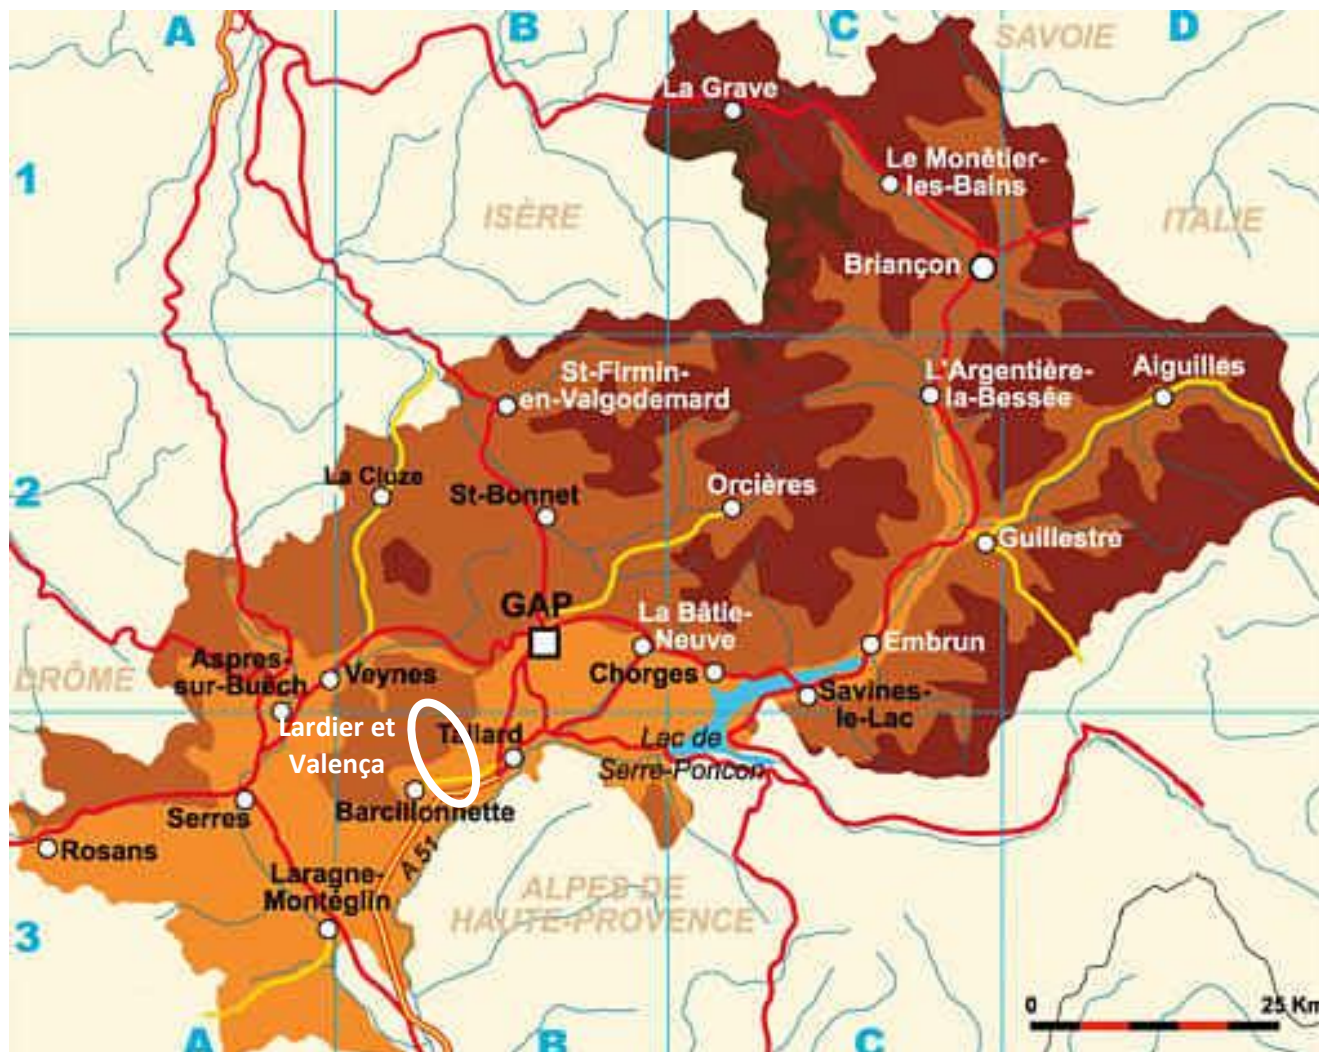 A
B
C
D
SAVOIE
La Grave
1
Le Monêtier-
les-Bains
ISÈRE
ITALIE
Briançon
St-Firmin-
en-Valgodemard
L'Argentière-
la-Bessée
Aiguilles
2
La Cluze
St-Bonnet
Orcières
Guillestre
GAP
La Bâtie-
Neuve
Embrun
DRÔME
Aspres-
sur-Buëch
Veynes
Chorges
Savines-
le-Lac
Lardier et
Valença
Tallard
Lac de
Serre-Poncon
Serres
Barcillonnette
Rosans
A 51
Laragne-
Montéglin
ALPES DE
HAUTE-PROVENCE
3
0
25 Km
A
B
C